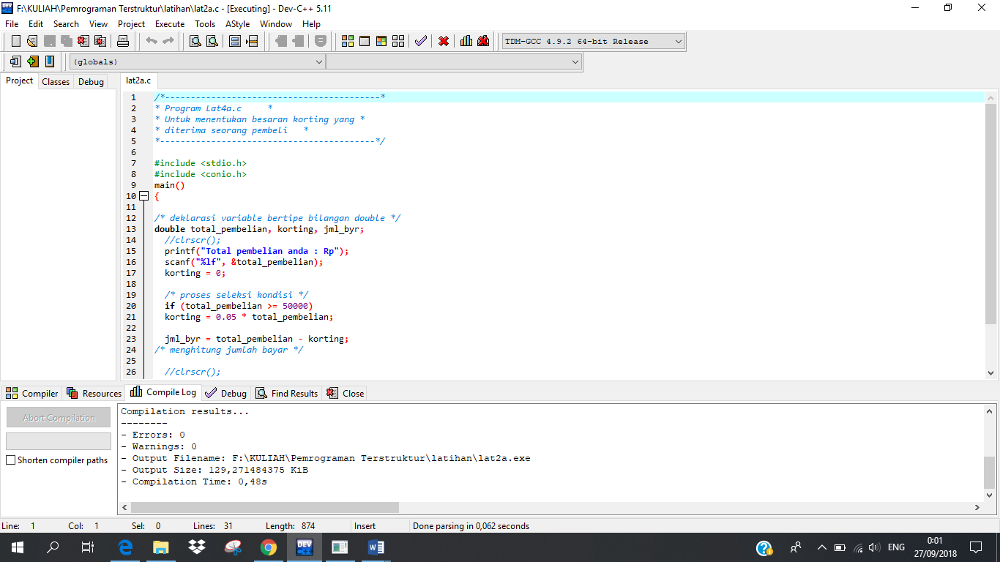 F:\KULIAH\Pemrograman Terstruktur\latihan\lat2a.c - [Executing] - Dev-C++ 5.11
File Edit Search View Project Execute Tools AStyle Window Help
TDM-GCC 4.9.2 64-bit Release
(globals)
Project Classes Debug
lat2a.c
1 /*------------------------------------------*
2 * Program Lat4a.c *
3 * Untuk menentukan besaran korting yang *
4 * diterima seorang pembeli *
5 *------------------------------------------*/
6
7 #include <stdio.h>
8 #include <conio.h>
9 main()
10 {
11
12 /* deklarasi variable bertipe bilangan double */
13 double total_pembelian, korting, jml_byr;
14 //clrscr();
15 printf("Total pembelian anda : Rp");
16 scanf("%lf", &total_pembelian);
17 korting = 0;
18
19 /* proses seleksi kondisi */
20 if (total_pembelian >= 50000)
21 korting = 0.05 * total_pembelian;
22
23 jml_byr = total_pembelian - korting;
24 /* menghitung jumlah bayar */
25
26 //clrscr();
Compiler Resources Compile Log Debug Find Results Close
Abort Compilation
Shorten compiler paths
Compilation results...
--------
- Errors: 0
- Warnings: 0
- Output Filename: F:\KULIAH\Pemrograman Terstruktur\latihan\lat2a.exe
- Output Size: 129,271484375 KiB
- Compilation Time: 0,48s
Line: 1 Col: 1 Sel: 0 Lines: 31 Length: 874 Insert Done parsing in 0,062 seconds
DEV
ENG
0:01
27/09/2018